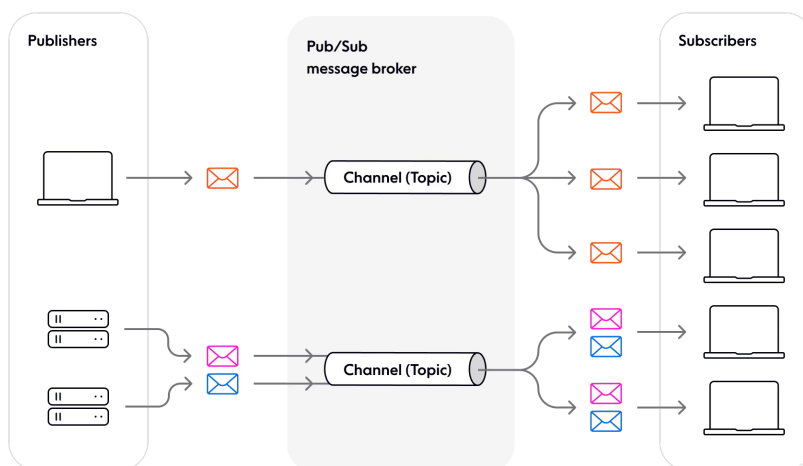 Publishers
Pub/Sub
message broker
Subscribers
Channel (Topic)
Channel (Topic)